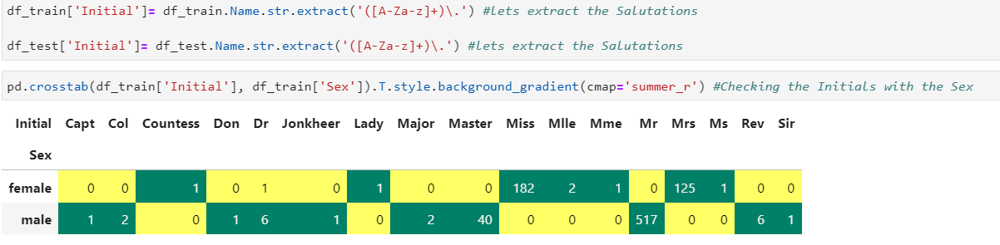 df_train['Initial']= df_train.Name.str.extract('([A-Za-z]+)\.') #lets extract the Salutations
df_test['Initial']= df_test.Name.str.extract('([A-Za-z]+)\.') #lets extract the Salutations
pd.crosstab(df_train['Initial'], df_train['Sex']).T.style.background_gradient(cmap='summer_r') #Checking the Initials with the Sex
Initial Capt Col Countess Don Dr Jonkheer Lady Major Master Miss Mlle Mme Mr Mrs Ms Rev Sir
Sex
female 0 0 1 0 1 0 1 0 0 182 2 1 0 125 1 0 0
male 1 2 0 1 6 1 0 2 40 0 0 0 517 0 0 6 1